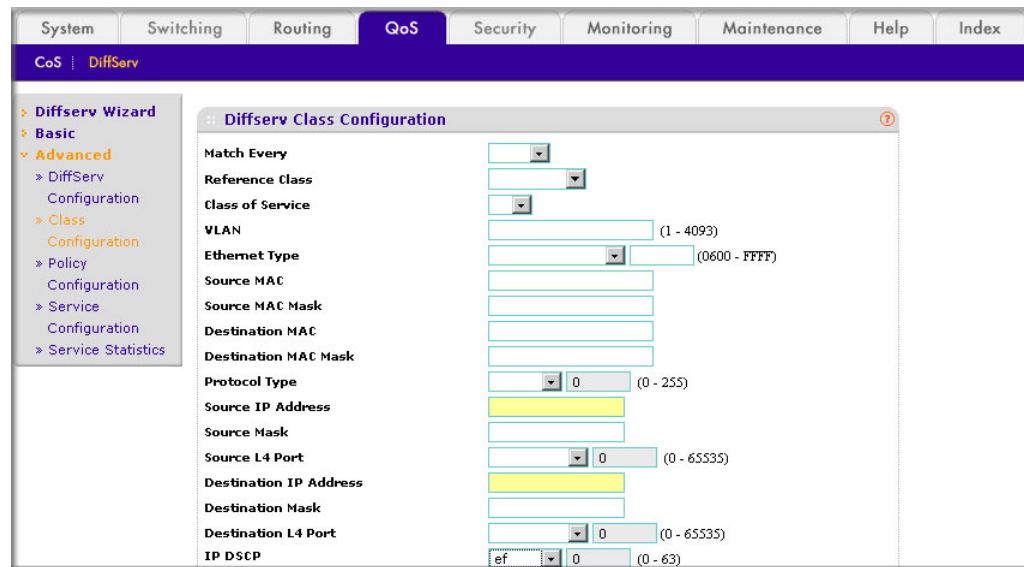 System Switching Routing QoS Security Monitoring Maintenance Help Index
CoS | DiffServ
Diffserv Wizard
Basic
Advanced
» DiffServ
Configuration
» Class
Configuration
» Policy
Configuration
» Service
Configuration
» Service Statistics
:: Diffserv Class Configuration ?
Match Every
Reference Class
Class of Service
VLAN (1 - 4093)
Ethernet Type (0600 - FFFF)
Source MAC
Source MAC Mask
Destination MAC
Destination MAC Mask
Protocol Type 0 (0 - 255)
Source IP Address
Source Mask
Source L4 Port 0 (0 - 65535)
Destination IP Address
Destination Mask
Destination L4 Port 0 (0 - 65535)
IP DSCP ef 0 (0 - 63)